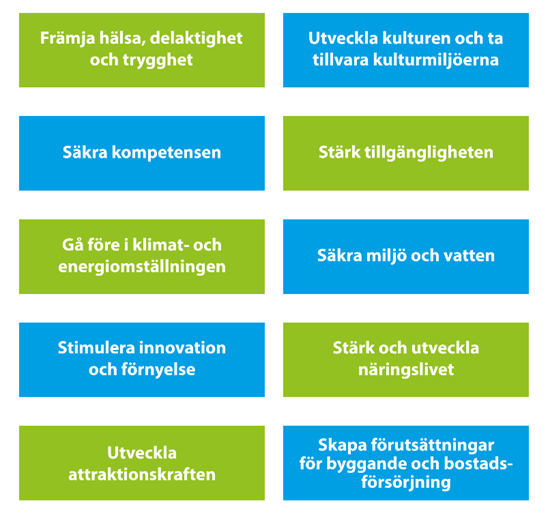 Främja hälsa, delaktighet
och trygghet
Utveckla kulturen och ta
tillvara kulturmiljöerna
Säkra kompetensen
Stärk tillgängligheten
Gå före i klimat- och
energiomställningen
Säkra miljö och vatten
Stimulera innovation
och förnyelse
Stärk och utveckla
näringslivet
Utveckla
attraktionskraften
Skapa förutsättningar
för byggande och bostads-
försörjning